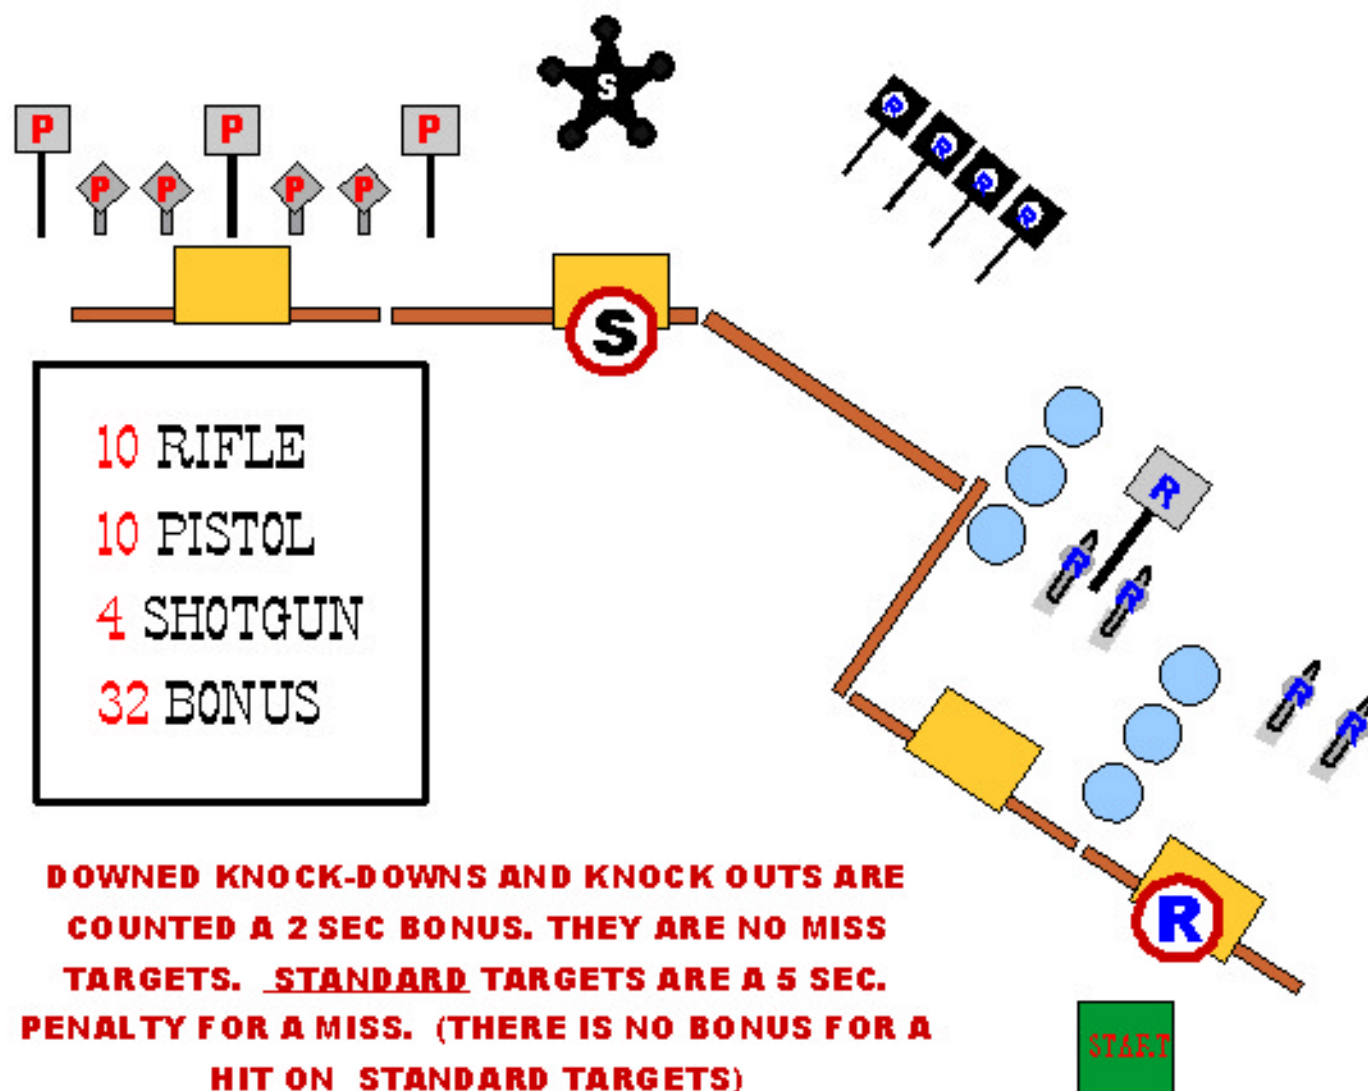 S
R
R
R
R
P
P
P
P
P
P
P
S
10 RIFLE
10 PISTOL
4 SHOTGUN
32 BONUS
R
R
R
R
R
R
DOWNED KNOCK-DOWNS AND KNOCK OUTS ARE
COUNTED A 2 SEC BONUS. THEY ARE NO MISS
TARGETS. STANDARD TARGETS ARE A 5 SEC.
PENALTY FOR A MISS. (THERE IS NO BONUS FOR A
HIT ON STANDARD TARGETS)
START